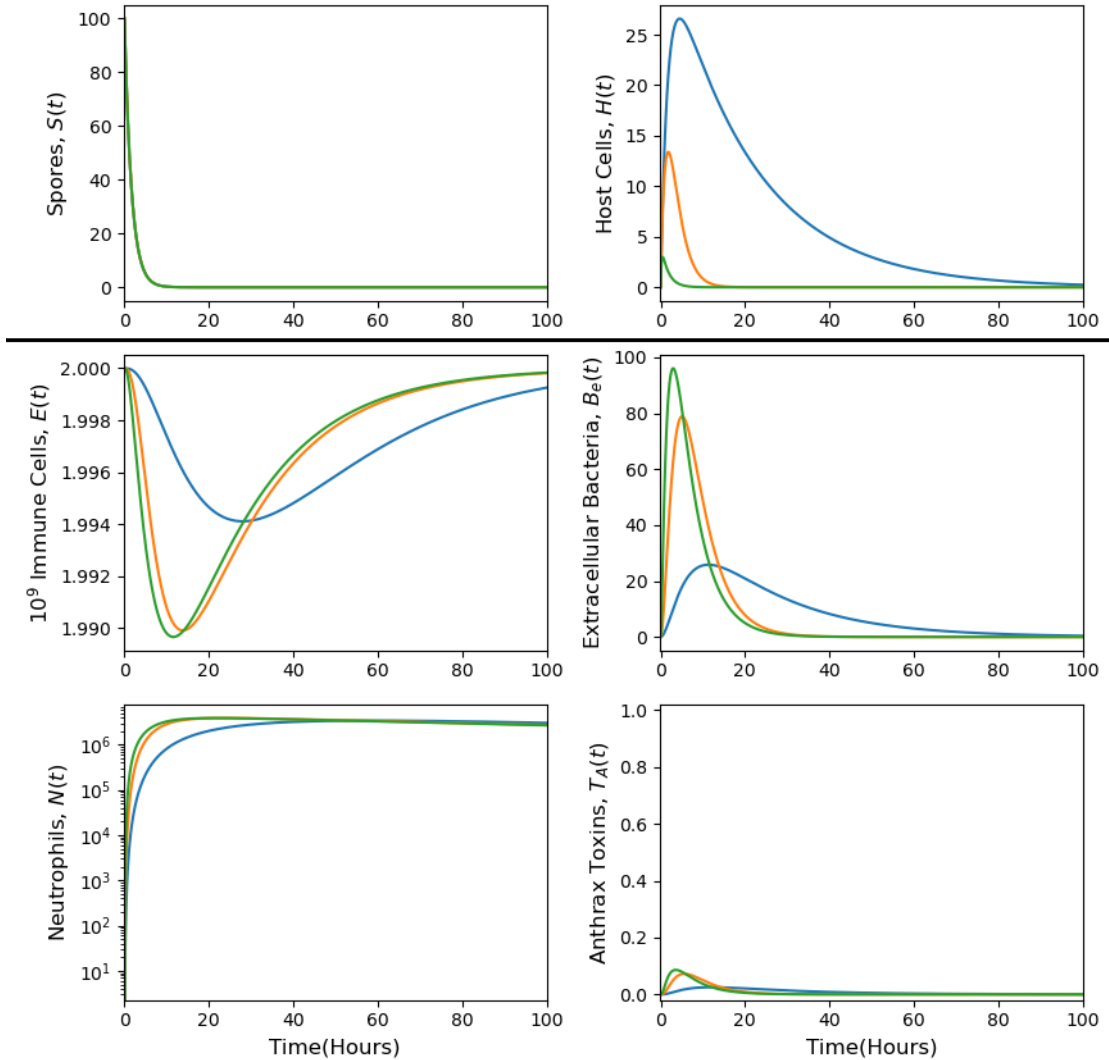 Spores, S(t)
100
80
60
40
20
0
0 20 40 60 80 100
Host Cells, H(t)
25
20
15
10
5
0
0 20 40 60 80 100
10⁹ Immune Cells, E(t)
2.000
1.998
1.996
1.994
1.992
1.990
0 20 40 60 80 100
Extracellular Bacteria, Bₑ(t)
100
80
60
40
20
0
0 20 40 60 80 100
Neutrophils, N(t)
10⁶
10⁵
10⁴
10³
10²
10¹
0 20 40 60 80 100
Time(Hours)
Anthrax Toxins, T_A(t)
1.0
0.8
0.6
0.4
0.2
0.0
0 20 40 60 80 100
Time(Hours)